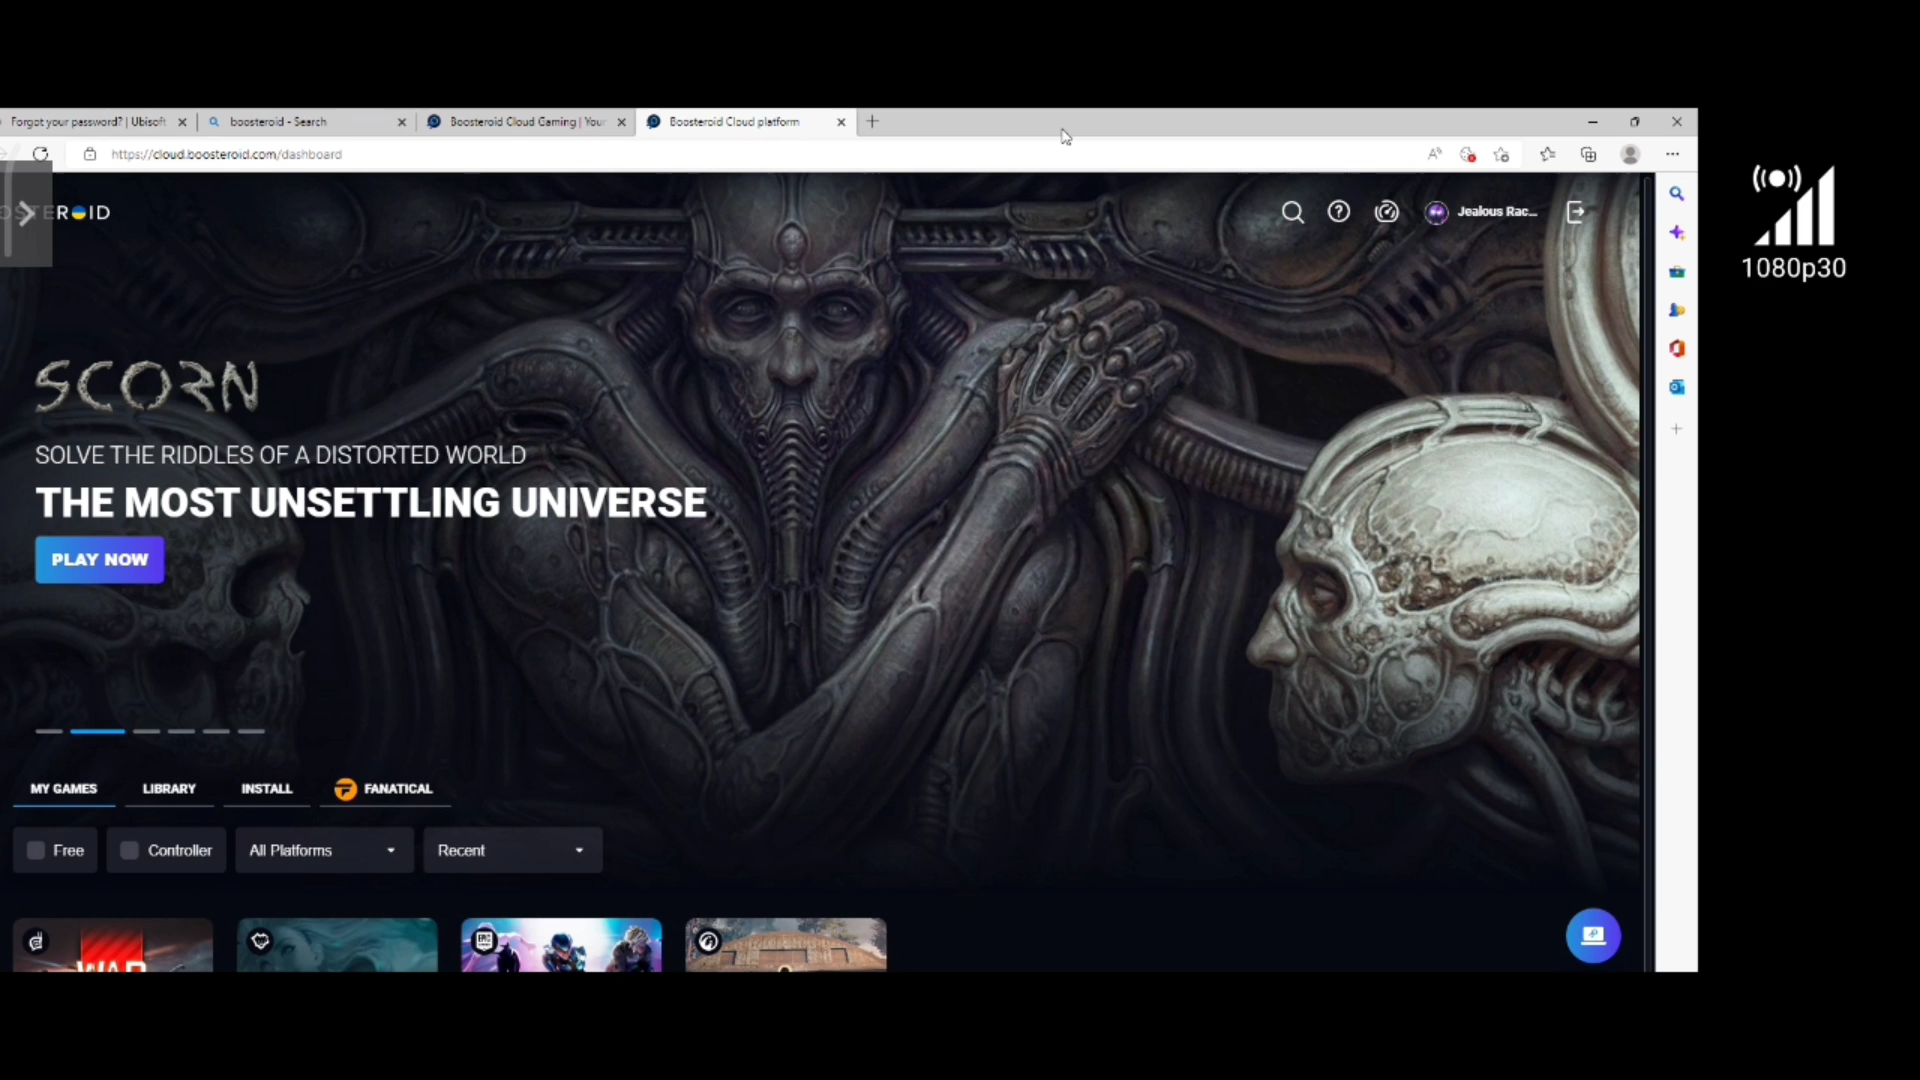 Forgot your password? | Ubisoft
boosteroid - Search
Boosteroid Cloud Gaming | Your
Boosteroid Cloud platform
https://cloud.boosteroid.com/dashboard
1080p30
OSTEROID
Jealous Rac...
SCORN
SOLVE THE RIDDLES OF A DISTORTED WORLD
THE MOST UNSETTLING UNIVERSE
PLAY NOW
MY GAMES
LIBRARY
INSTALL
FANATICAL
Free
Controller
All Platforms
Recent
EPIC